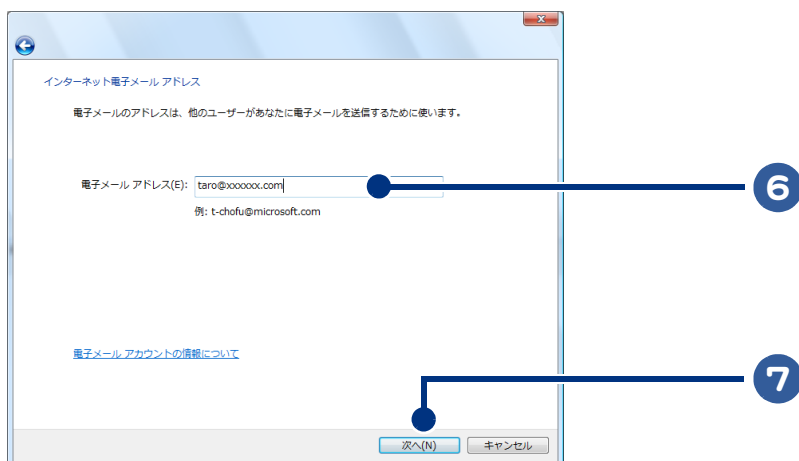 インターネット電子メール アドレス
電子メールのアドレスは、他のユーザーがあなたに電子メールを送信するために使います。
電子メール アドレス(E): taro@xxxxxx.com
6
例: t-chofu@microsoft.com
電子メール アカウントの情報について
7
次へ(N) キャンセル